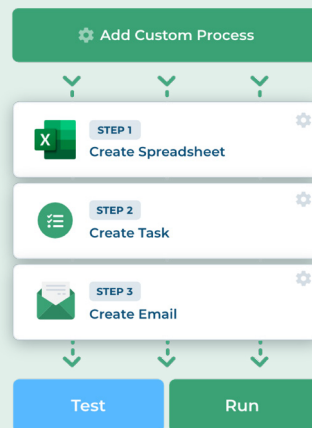 Add Custom Process
X
STEP 1
Create Spreadsheet
STEP 2
Create Task
STEP 3
Create Email
Test
Run